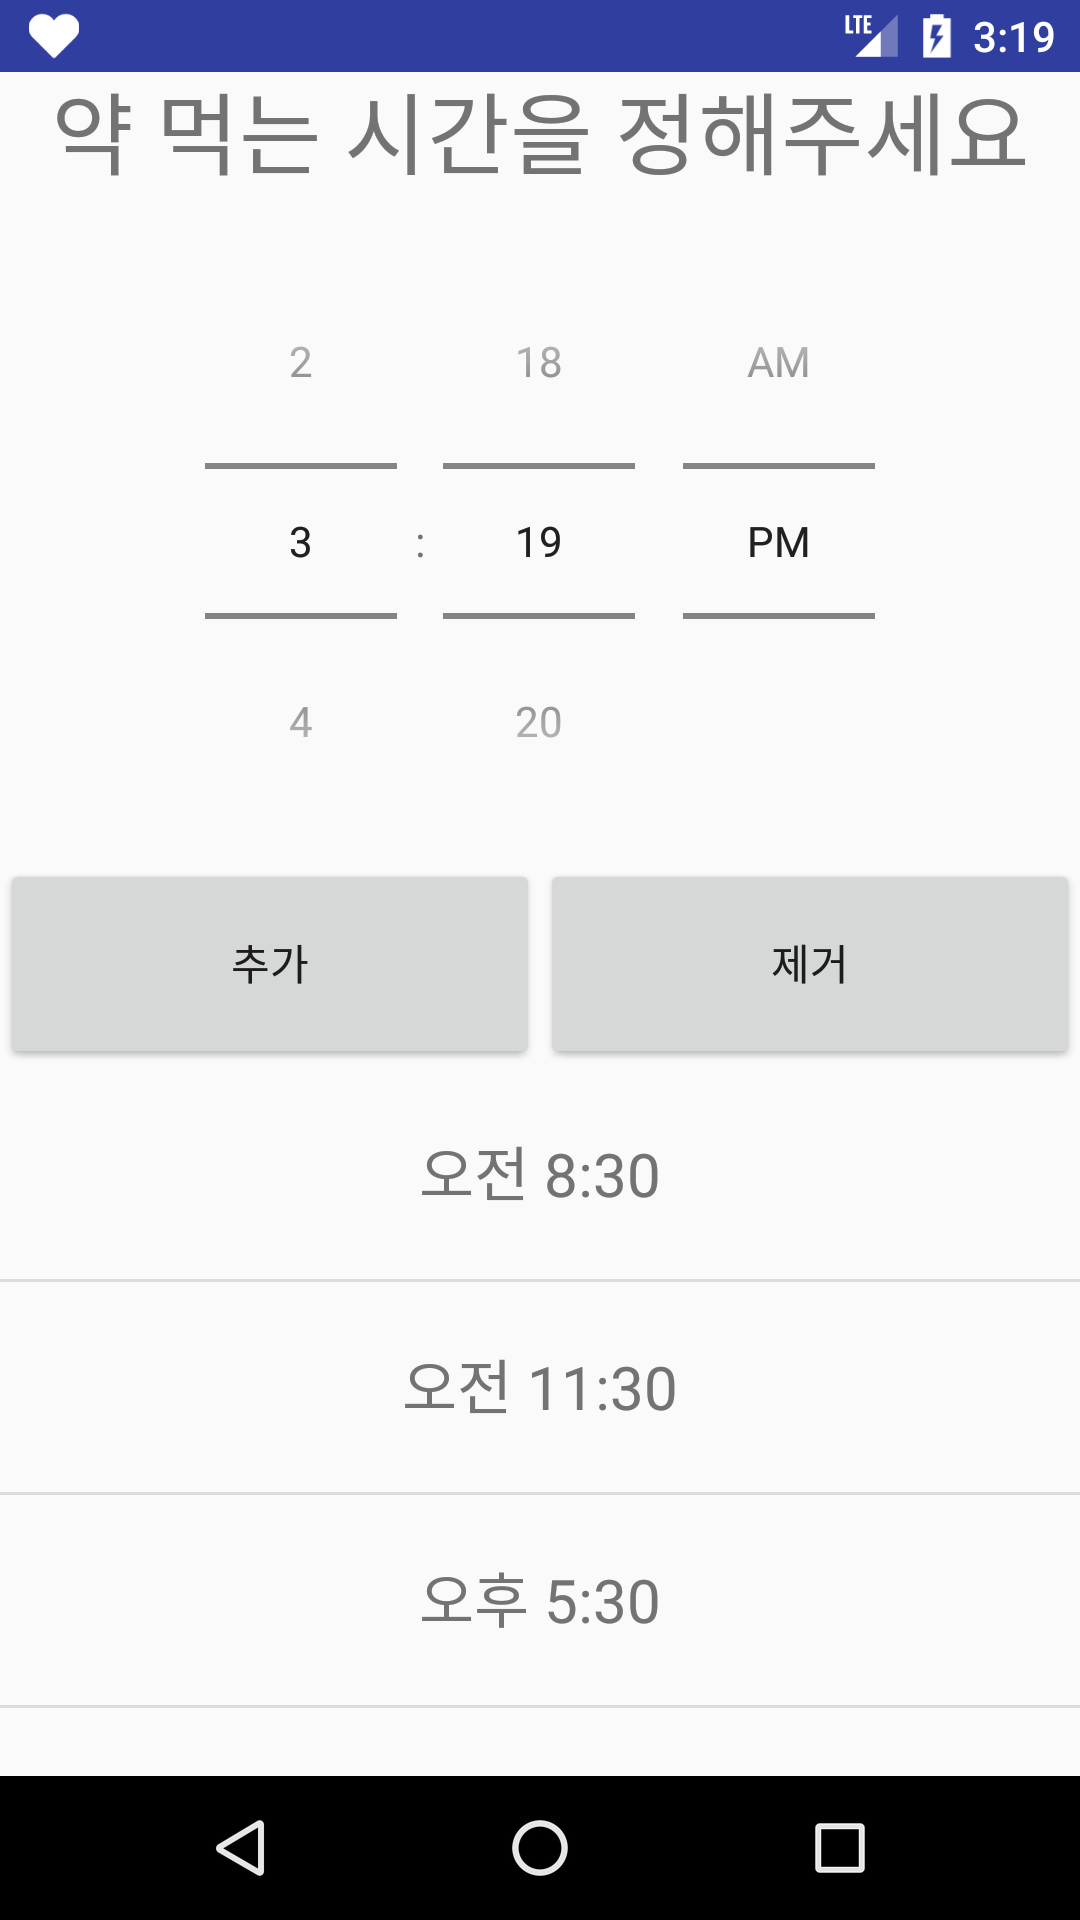 LTE 3:19
약 먹는 시간을 정해주세요
2 18 AM
3 : 19 PM
4 20
추가 제거
오전 8:30
오전 11:30
오후 5:30